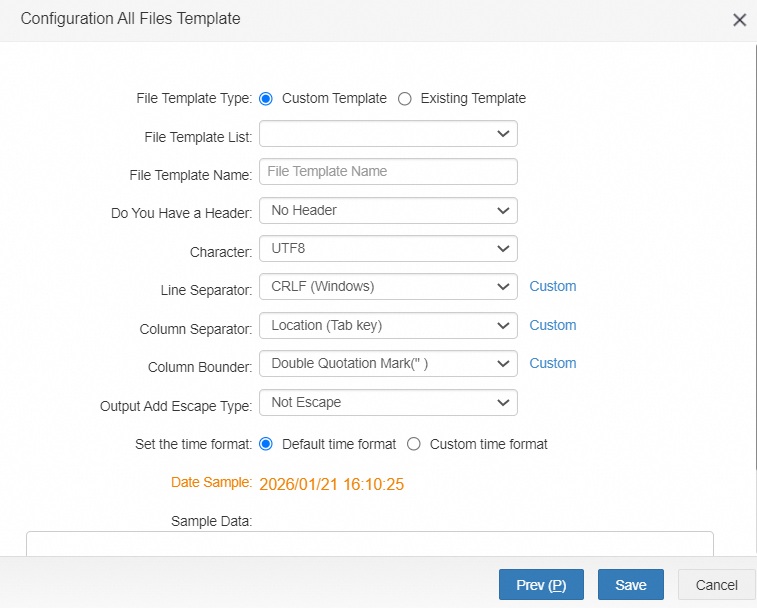 Configuration All Files Template
File Template Type: Custom Template Existing Template
File Template List:
File Template Name: File Template Name
Do You Have a Header: No Header
Character: UTF8
Line Separator: CRLF (Windows) Custom
Column Separator: Location (Tab key) Custom
Column Bounder: Double Quotation Mark(" ) Custom
Output Add Escape Type: Not Escape
Set the time format: Default time format Custom time format
Date Sample: 2026/01/21 16:10:25
Sample Data:
Prev (P) Save Cancel